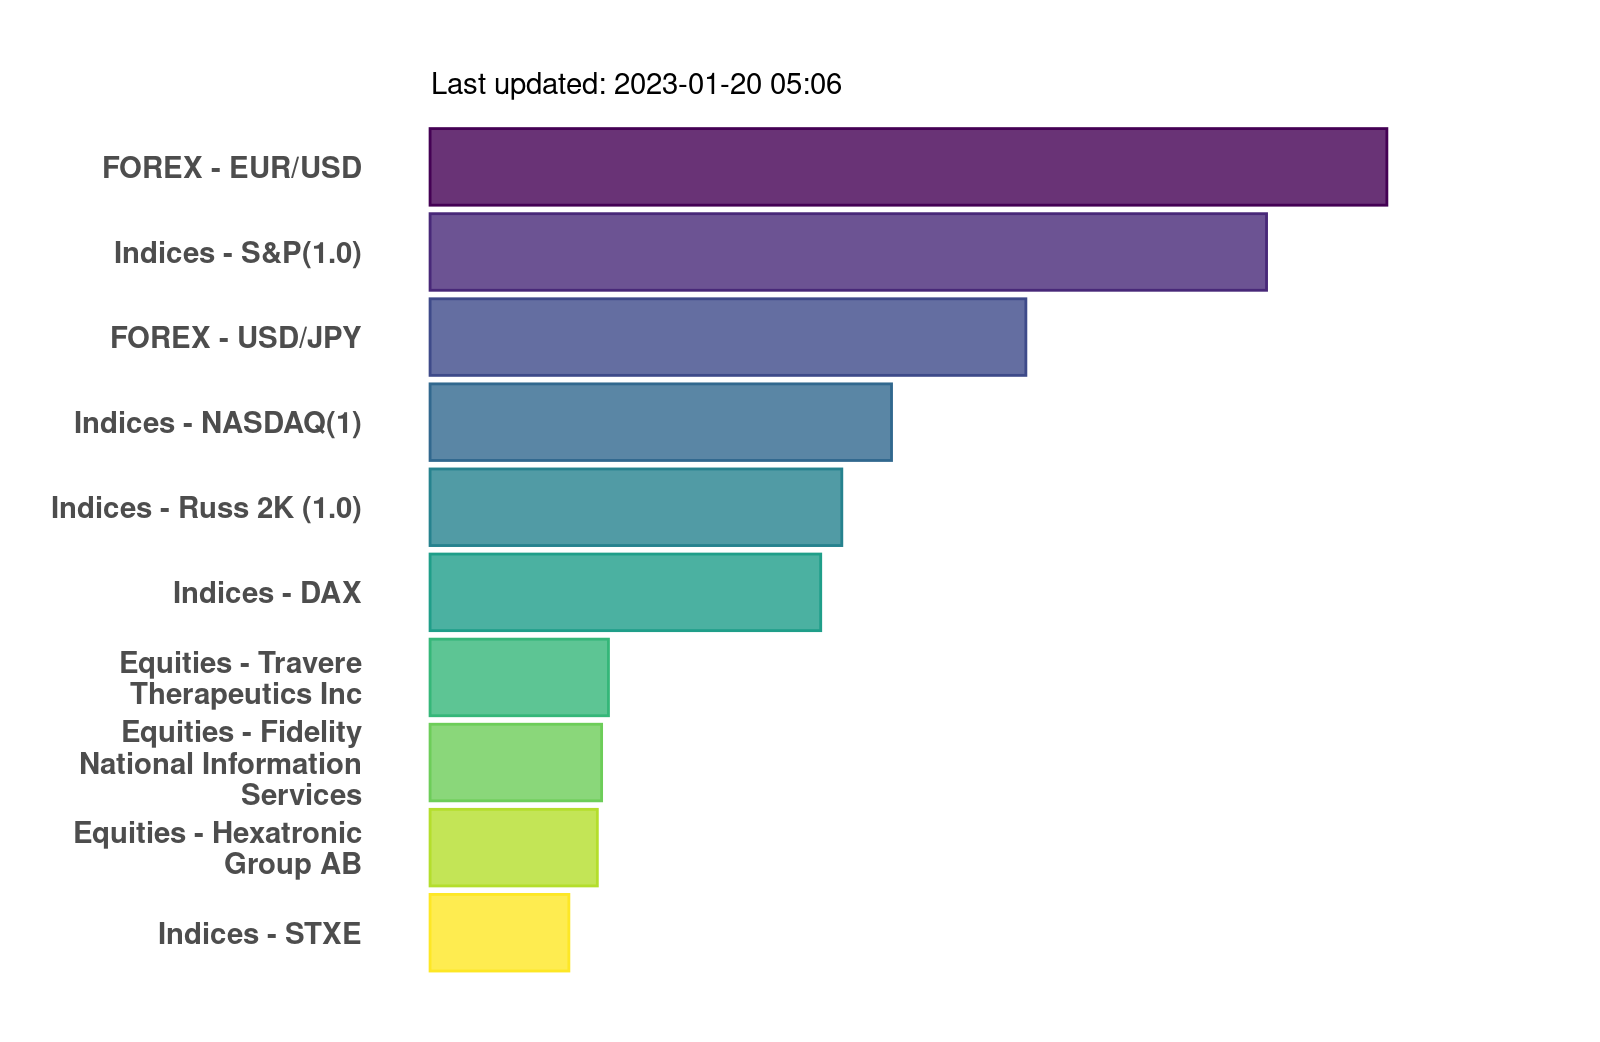 Last updated: 2023-01-20 05:06
FOREX - EUR/USD
Indices - S&P(1.0)
FOREX - USD/JPY
Indices - NASDAQ(1)
Indices - Russ 2K (1.0)
Indices - DAX
Equities - Travere
Therapeutics Inc
Equities - Fidelity
National Information
Services
Equities - Hexatronic
Group AB
Indices - STXE